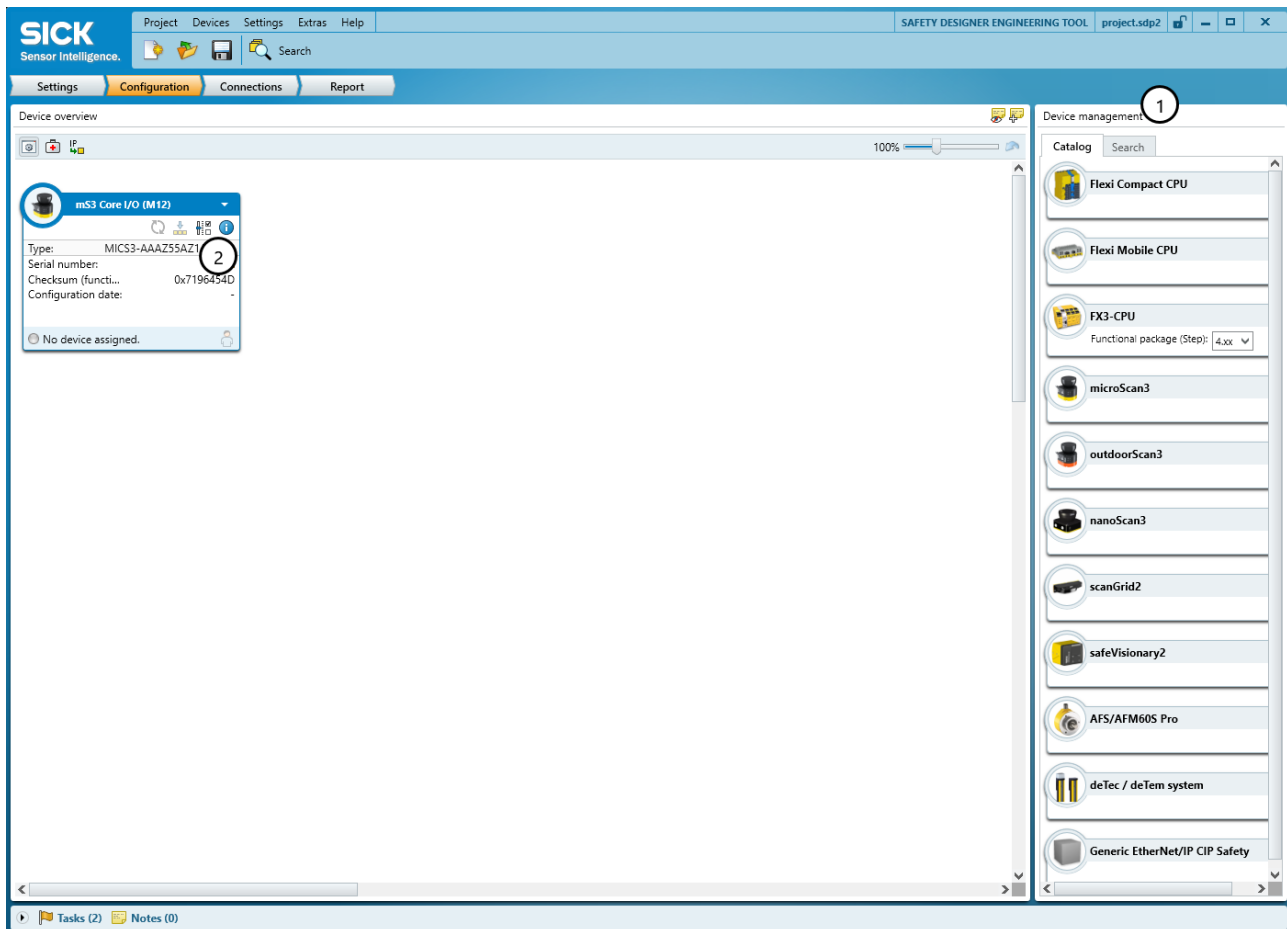 SICK
Sensor Intelligence.
Project Devices Settings Extras Help
SAFETY DESIGNER ENGINEERING TOOL project.sdp2
Search
Settings Configuration Connections Report
Device overview
Device management
1
IP
100%
Catalog Search
mS3 Core I/O (M12)
Type: MICS3-AAAZ55AZ1
2
Serial number:
Checksum (functi... 0x7196454D
Configuration date: -
No device assigned.
Flexi Compact CPU
Flexi Mobile CPU
FX3-CPU
Functional package (Step): 4.xx
microScan3
outdoorScan3
nanoScan3
scanGrid2
safeVisionary2
AFS/AFM60S Pro
deTec / deTem system
Generic EtherNet/IP CIP Safety
Tasks (2) Notes (0)